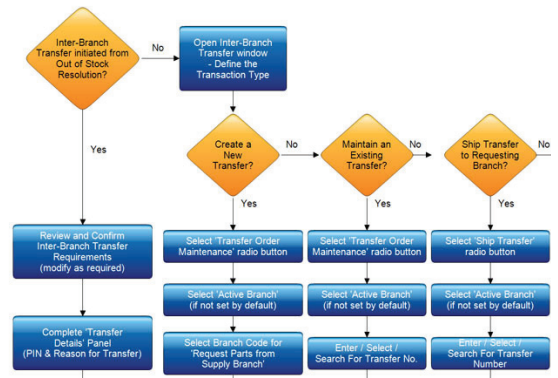 Inter-Branch
Transfer initiated from
Out of Stock
Resolution?
No
Open Inter-Branch
Transfer window
- Define the
Transaction Type
Yes
Create a
New
Transfer?
No
Maintain an
Existing
Transfer?
No
Ship Transfer
to Requesting
Branch?
No
Yes
Yes
Yes
Review and Confirm
Inter-Branch Transfer
Requirements
(modify as required)
Select 'Transfer Order
Maintenance' radio button
Select 'Transfer Order
Maintenance' radio button
Select 'Ship Transfer'
radio button
Select 'Active Branch'
(if not set by default)
Select 'Active Branch'
(if not set by default)
Select 'Active Branch'
(if not set by default)
Complete 'Transfer
Details' Panel
(PIN & Reason for Transfer)
Select Branch Code for
'Request Parts from
Supply Branch'
Enter / Select /
Search For Transfer No.
Enter / Select /
Search For Transfer
Number